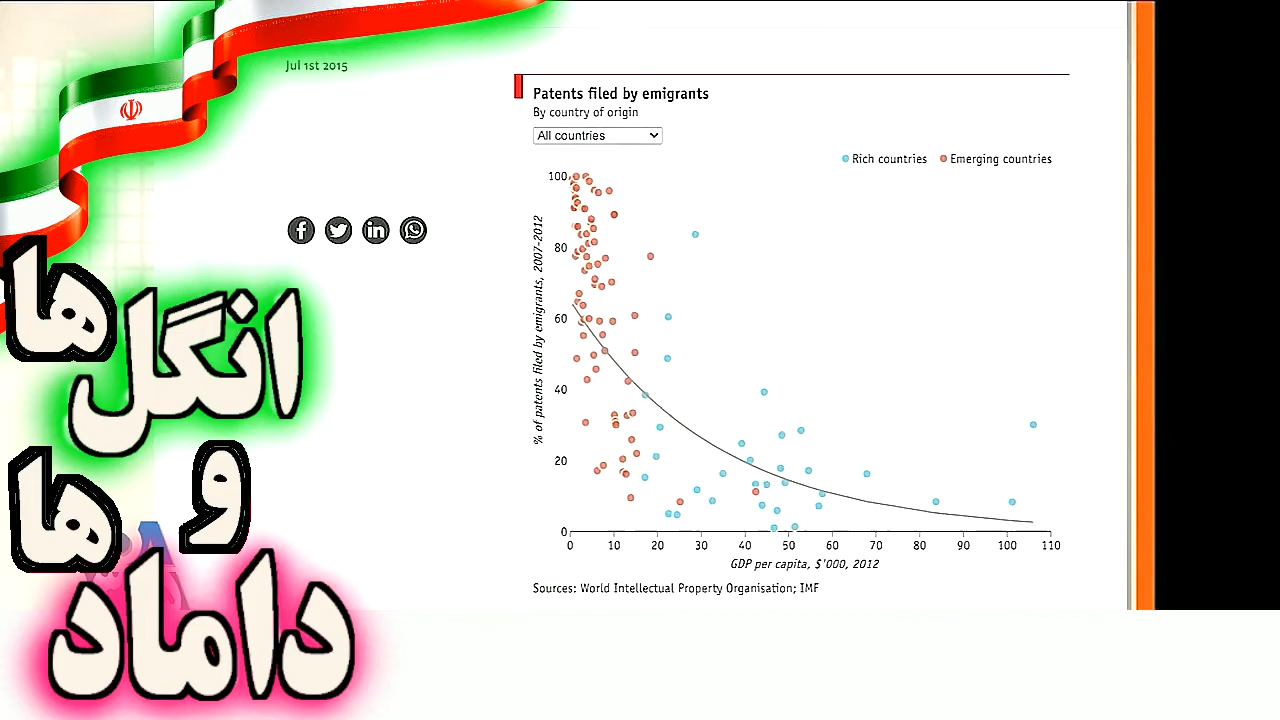 Jul 1st 2015
Patents filed by emigrants
By country of origin
All countries
Rich countries
Emerging countries
% of patents filed by emigrants, 2007-2012
100
80
60
40
20
0
0 10 20 30 40 50 60 70 80 90 100 110
GDP per capita, $'000, 2012
Sources: World Intellectual Property Organisation; IMF
انگل ها
و
داماد ها